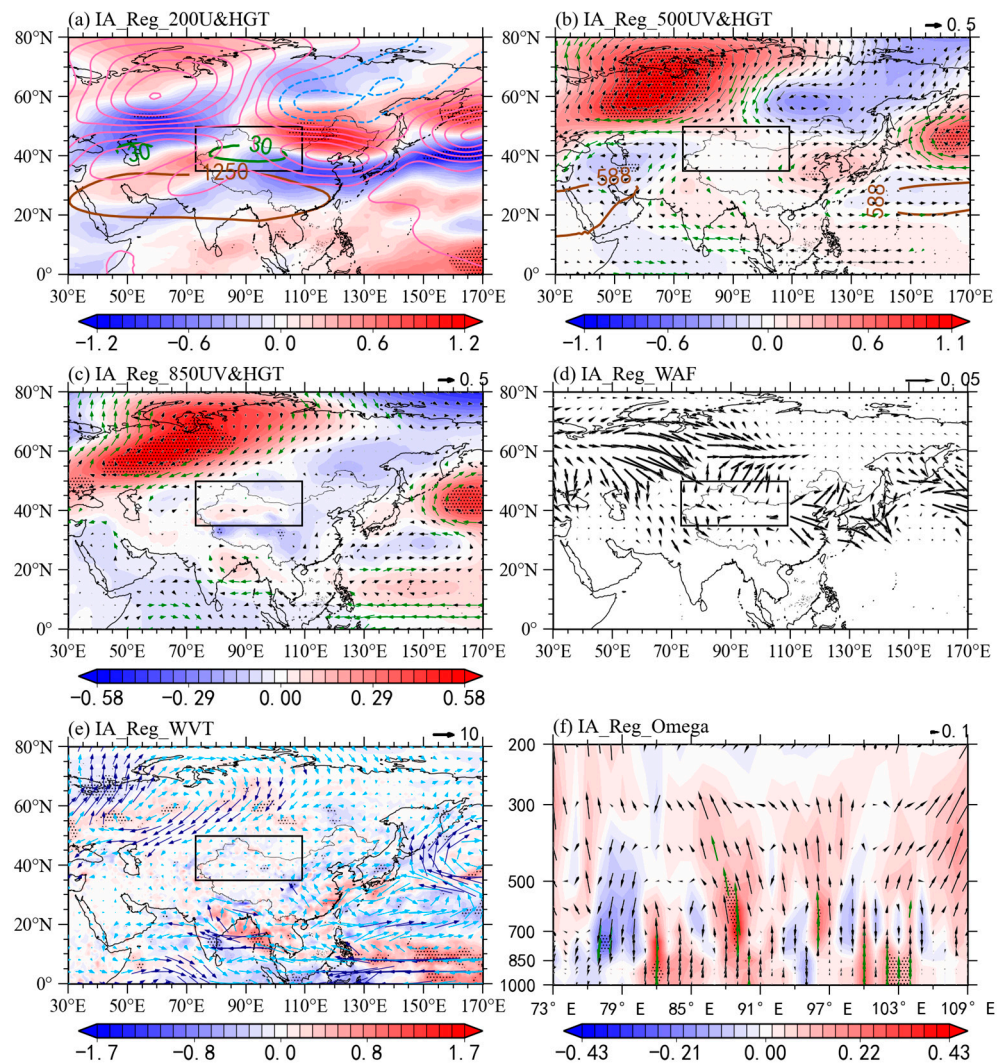 (a) IA_Reg_200U&HGT
80°N
60°N
40°N
20°N
0°
30
30
1250
30°E 50°E 70°E 90°E 110°E 130°E 150°E 170°E
−1.2 −0.6 0.0 0.6 1.2
(b) IA_Reg_500UV&HGT 0.5
80°N
60°N
40°N
20°N
0°
588
588
30°E 50°E 70°E 90°E 110°E 130°E 150°E 170°E
−1.1 −0.6 0.0 0.6 1.1
(c) IA_Reg_850UV&HGT 0.5
80°N
60°N
40°N
20°N
0°
30°E 50°E 70°E 90°E 110°E 130°E 150°E 170°E
−0.58 −0.29 0.00 0.29 0.58
(d) IA_Reg_WAF 0.05
80°N
60°N
40°N
20°N
0°
30°E 50°E 70°E 90°E 110°E 130°E 150°E 170°E
(e) IA_Reg_WVT 10
80°N
60°N
40°N
20°N
0°
30°E 50°E 70°E 90°E 110°E 130°E 150°E 170°E
−1.7 −0.8 0.0 0.8 1.7
(f) IA_Reg_Omega 0.1
200
300
500
700
850
1000
73° E 79° E 85° E 91° E 97° E 103° E 109° E
−0.43 −0.21 0.00 0.22 0.43